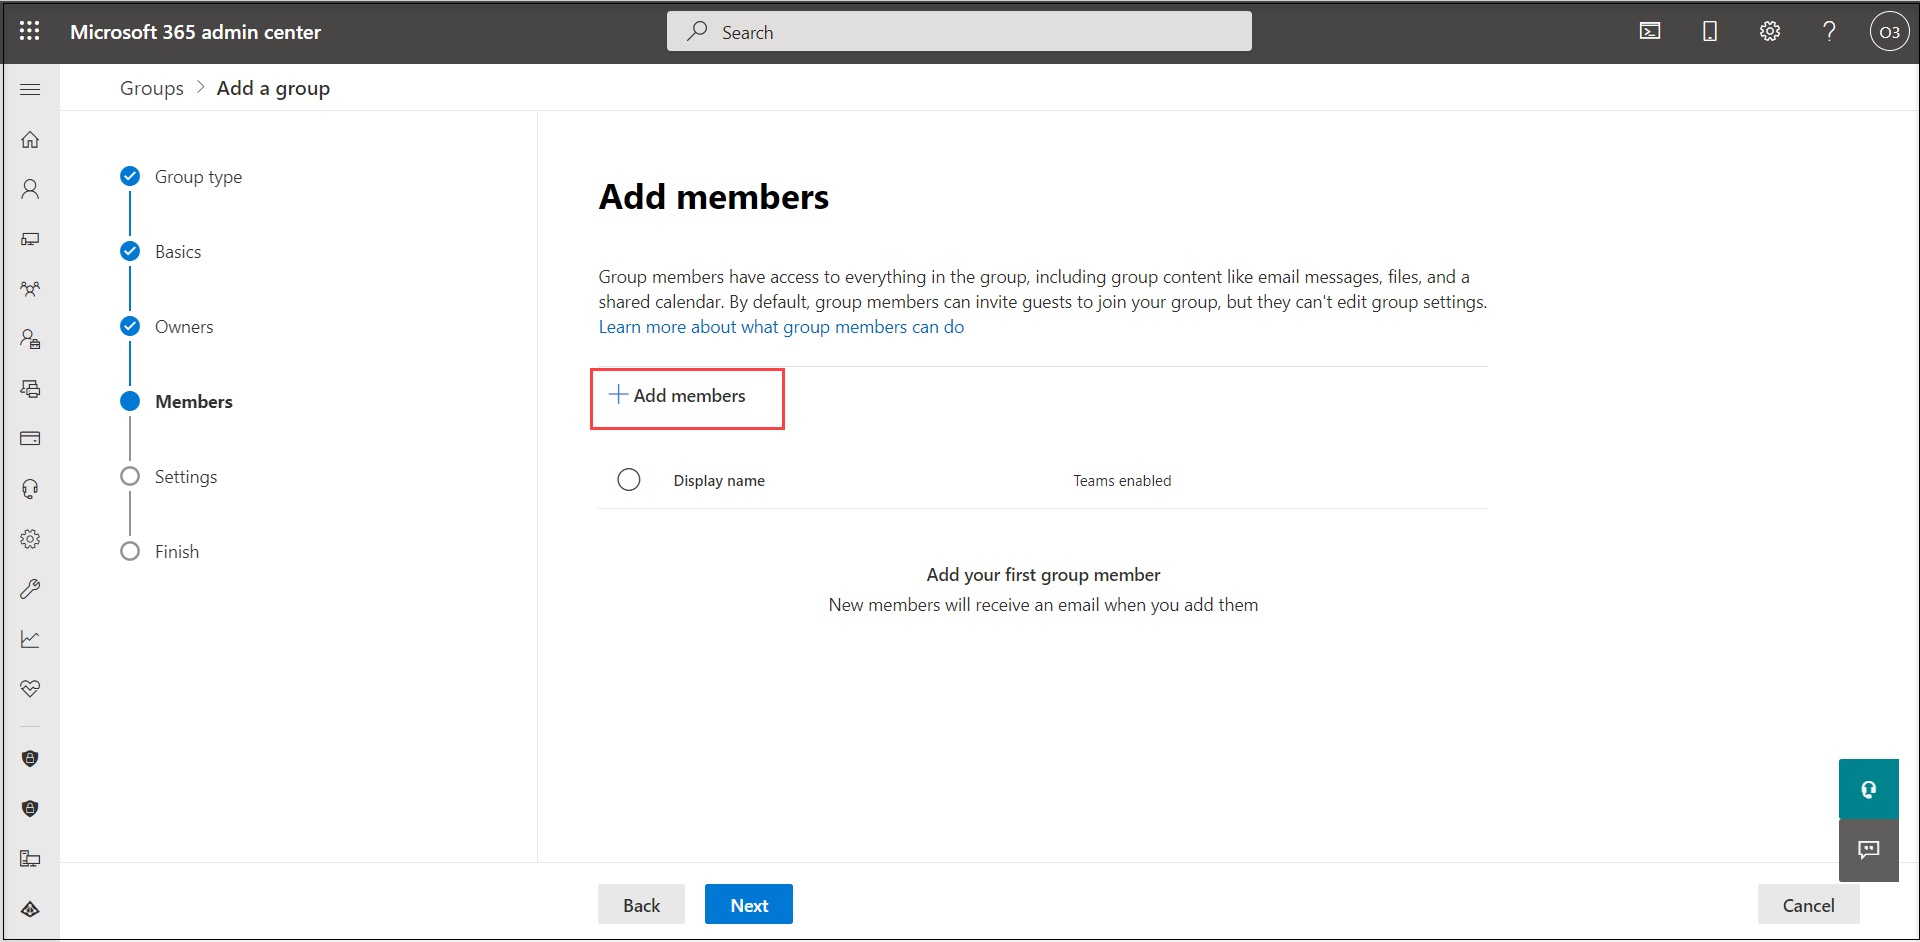 Microsoft 365 admin center
Search
O3
Groups > Add a group
Group type
Basics
Owners
Members
Settings
Finish
Add members
Group members have access to everything in the group, including group content like email messages, files, and a
shared calendar. By default, group members can invite guests to join your group, but they can't edit group settings.
Learn more about what group members can do
Add members
Display name
Teams enabled
Add your first group member
New members will receive an email when you add them
Back
Next
Cancel